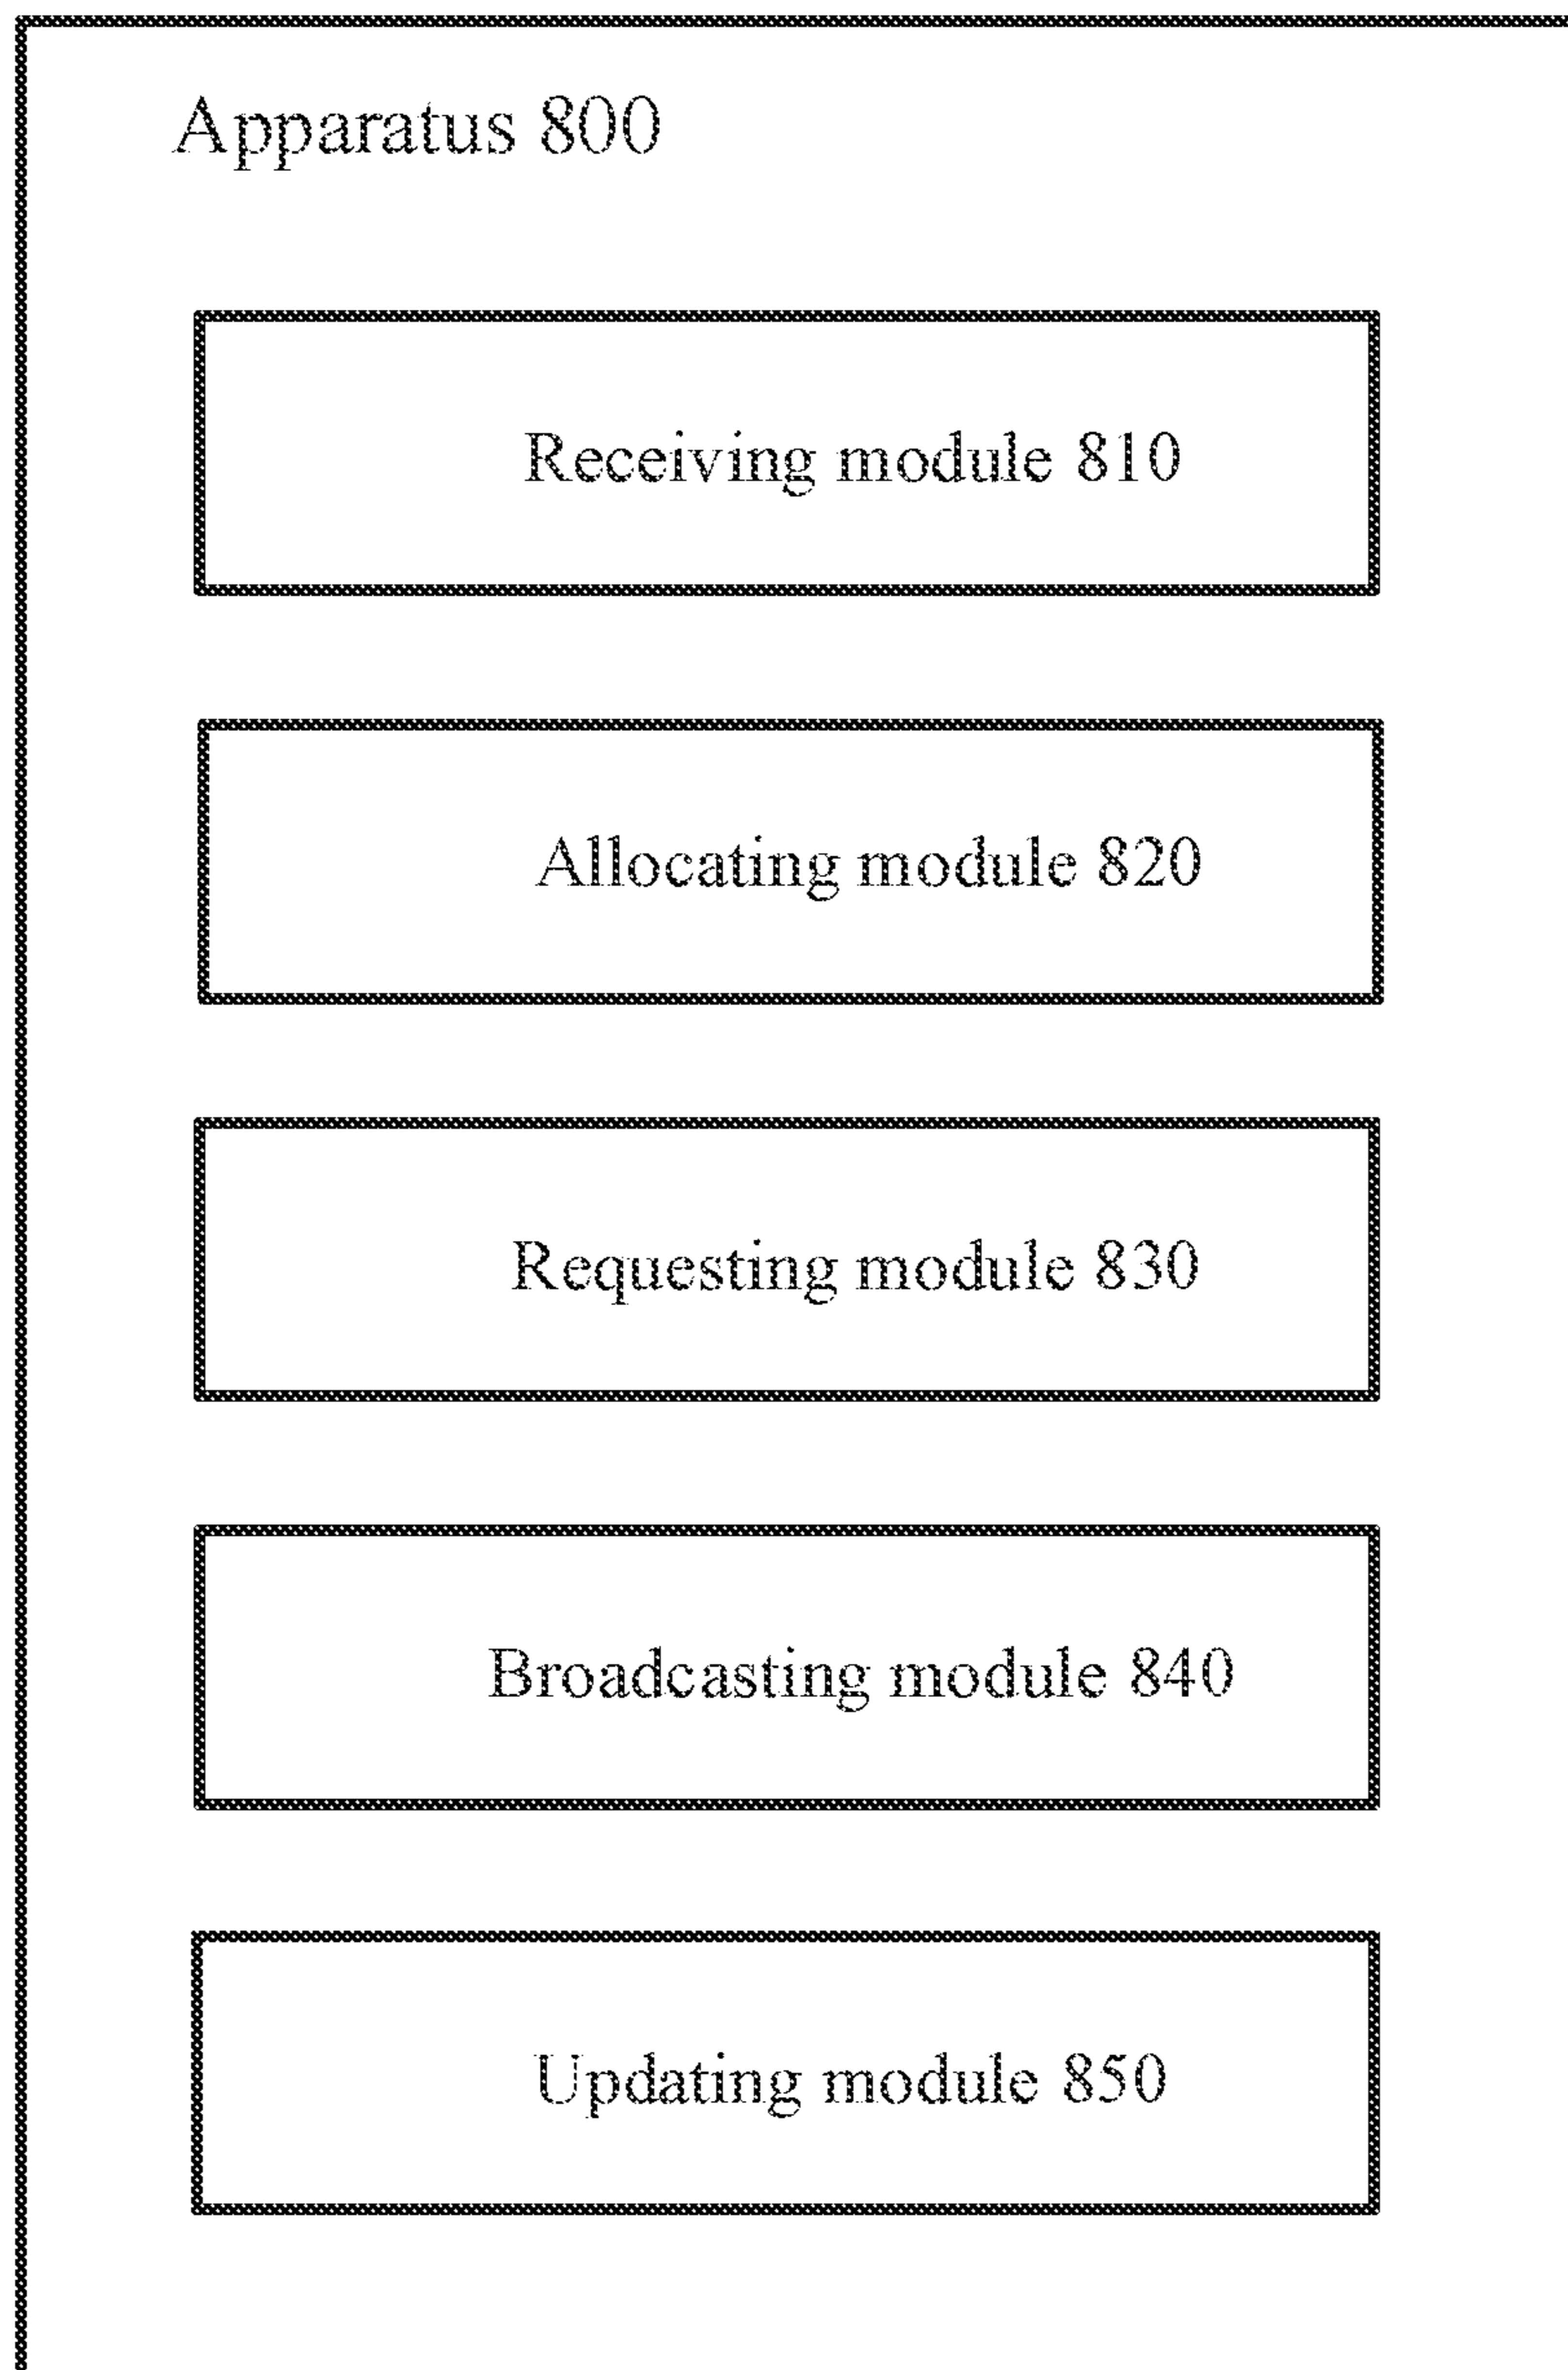 Apparatus 800
Receiving module 810
Allocating module 820
Requesting module 830
Broadcasting module 840
Updating module 850